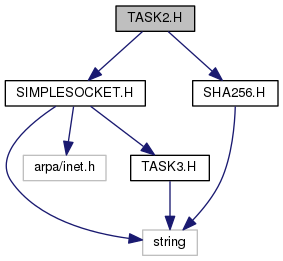 TASK2.H
SIMPLESOCKET.H
SHA256.H
arpa/inet.h
TASK3.H
string